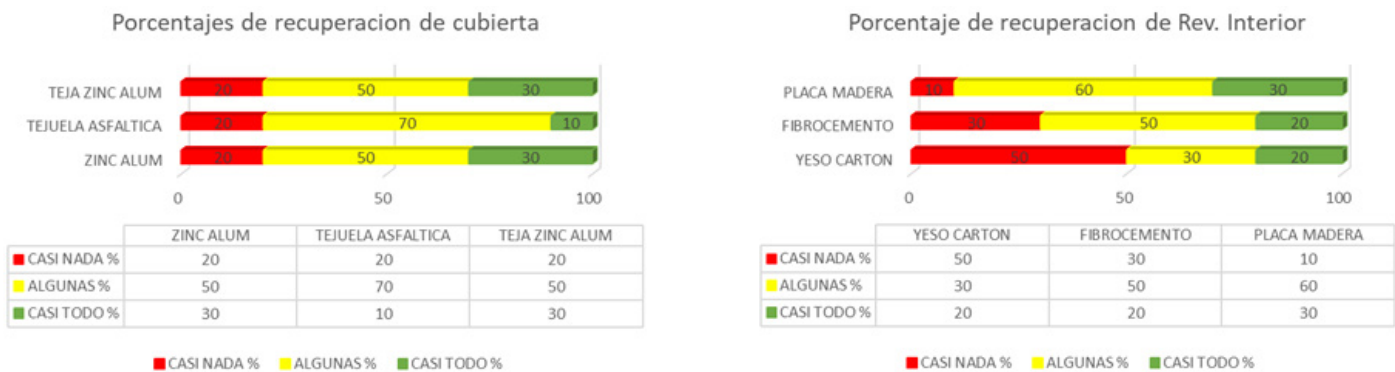 Porcentajes de recuperacion de cubierta
TEJA ZINC ALUM 20 50 30
TEJUELA ASFALTICA 20 70 10
ZINC ALUM 20 50 30
0 50 100
ZINC ALUM TEJUELA ASFALTICA TEJA ZINC ALUM
CASI NADA % 20 20 20
ALGUNAS % 50 70 50
CASI TODO % 30 10 30
CASI NADA % ALGUNAS % CASI TODO %
Porcentaje de recuperacion de Rev. Interior
PLACA MADERA 10 60 30
FIBROCEMENTO 30 50 20
YESO CARTON 50 30 20
0 50 100
YESO CARTON FIBROCEMENTO PLACA MADERA
CASI NADA % 50 30 10
ALGUNAS % 30 50 60
CASI TODO % 20 20 30
CASI NADA % ALGUNAS % CASI TODO %